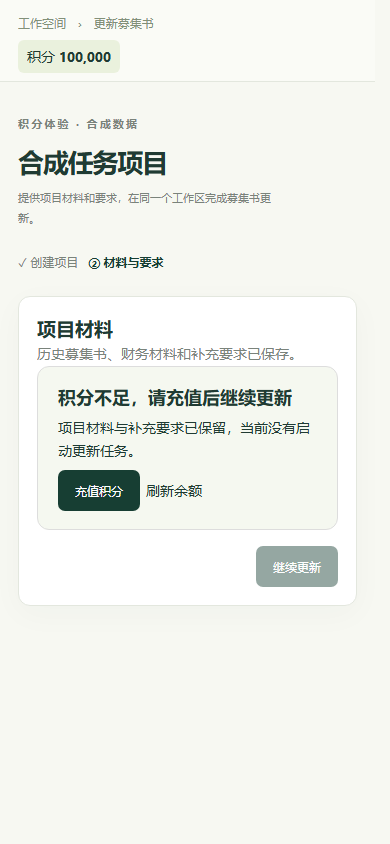 工作空间 › 更新募集书
积分 100,000
积分体验 · 合成数据
合成任务项目
提供项目材料和要求，在同一个工作区完成募集书更
新。
✓ 创建项目 ② 材料与要求
项目材料
历史募集书、财务材料和补充要求已保存。
积分不足，请充值后继续更新
项目材料与补充要求已保留，当前没有启
动更新任务。
充值积分 刷新余额
继续更新